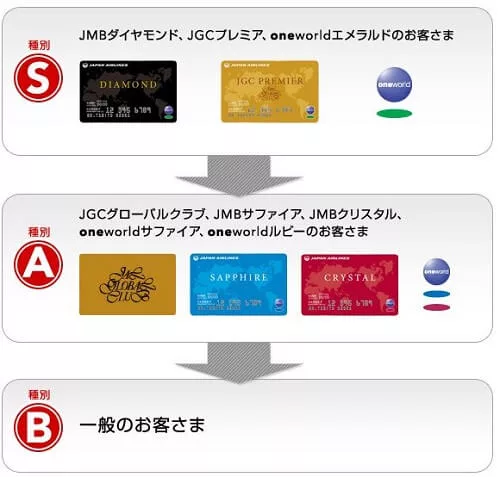 種別
S
JMBダイヤモンド、JGCプレミア、oneworldエメラルドのお客さま
JAPAN AIRLINES
DIAMOND
JGC PREMIER
oneworld
種別
A
JGCグローバルクラブ、JMBサファイア、JMBクリスタル、
oneworldサファイア、oneworldルビーのお客さま
JAL
GLOBAL
CLUB
JAPAN AIRLINES
SAPPHIRE
JAPAN AIRLINES
CRYSTAL
oneworld
種別
B
一般のお客さま